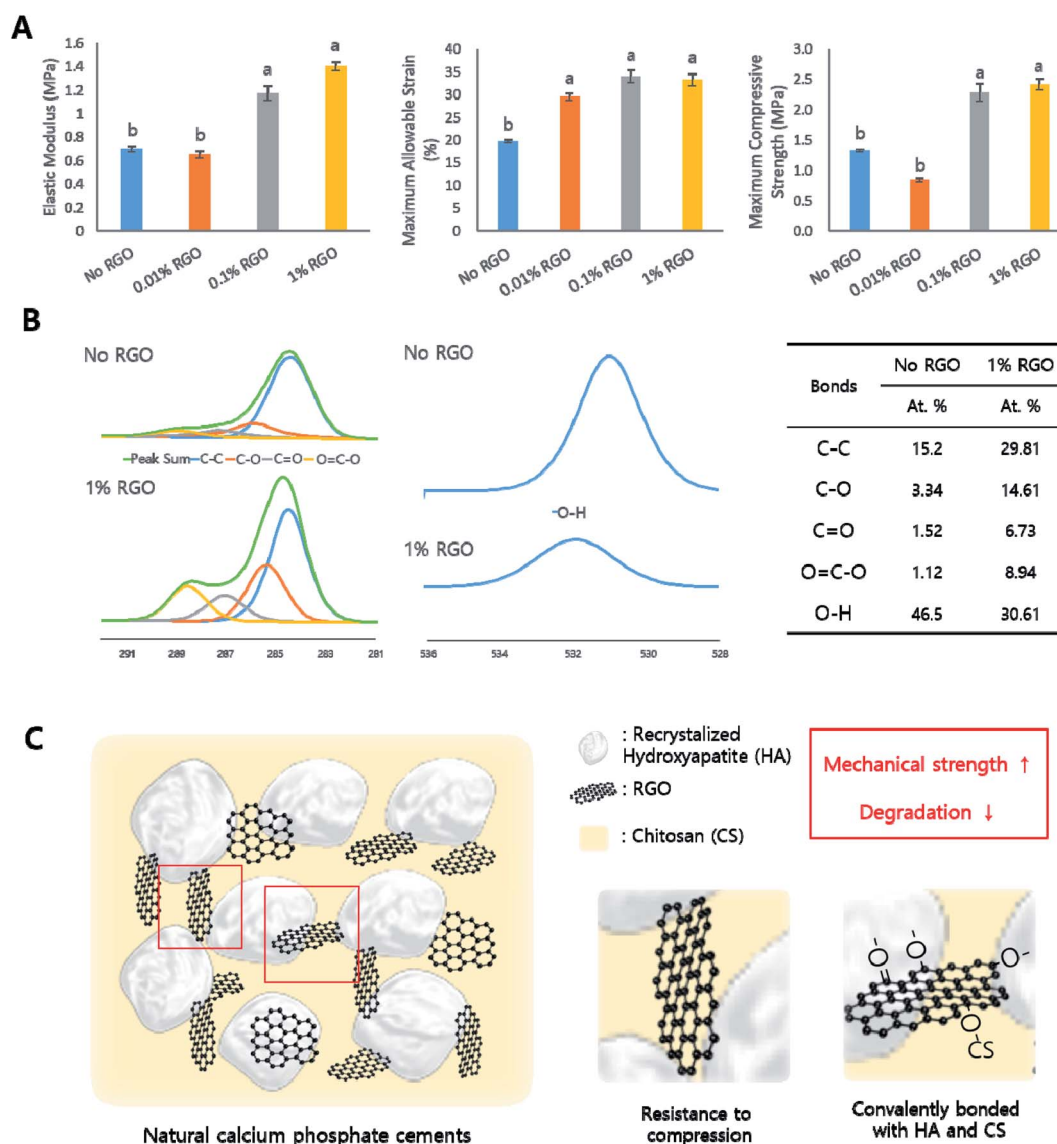 A
Elastic Modulus (MPa)
1.6
1.4
1.2
1
0.8
0.6
0.4
0.2
0
b
b
a
a
No RGO
0.01% RGO
0.1% RGO
1% RGO
Maximum Allowable Strain
(%)
40
35
30
25
20
15
10
5
0
b
a
a
a
No RGO
0.01% RGO
0.1% RGO
1% RGO
Maximum Compressive
Strength (MPa)
3.0
2.5
2.0
1.5
1.0
0.5
0.0
b
b
a
a
No RGO
0.01% RGO
0.1% RGO
1% RGO
B
No RGO
Peak Sum C-C C-O C=O O=C-O
1% RGO
291 289 287 285 283 281
No RGO
O-H
1% RGO
536 534 532 530 528
Bonds No RGO 1% RGO
At. % At. %
C-C 15.2 29.81
C-O 3.34 14.61
C=O 1.52 6.73
O=C-O 1.12 8.94
O-H 46.5 30.61
C
: Recrystalized
Hydroxyapatite (HA)
: RGO
: Chitosan (CS)
Mechanical strength ↑
Degradation ↓
Natural calcium phosphate cements
Resistance to
compression
O-
O-
O-
O
CS
Convalently bonded
with HA and CS